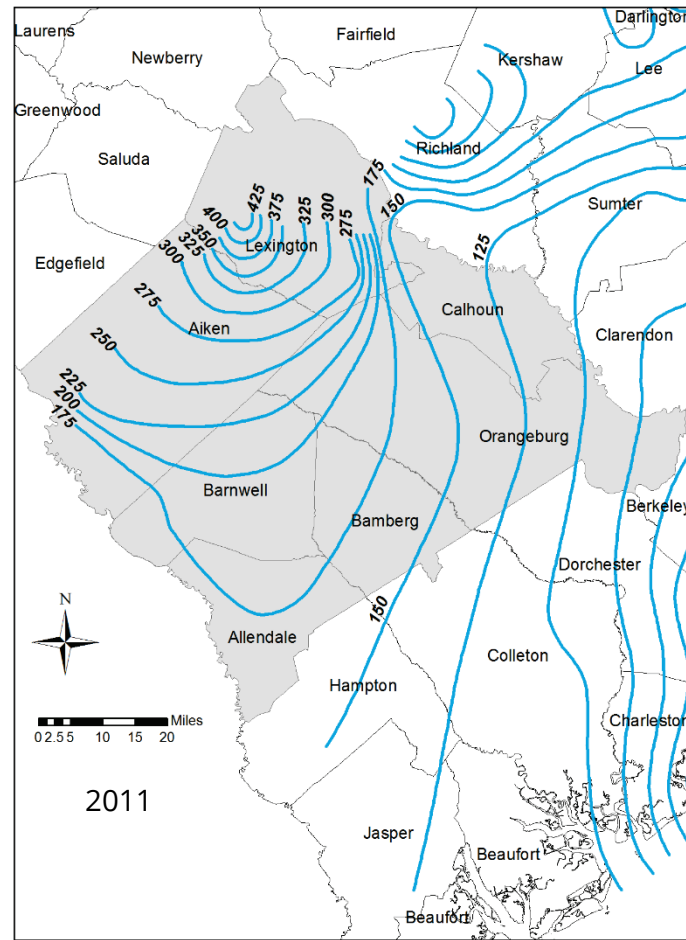 Laurens
Fairfield
Darlington
Newberry
Kershaw
Lee
Greenwood
Saluda
Richland
175
425
375
325
300
275
400
350
325
300
Lexington
150
Sumter
Edgefield
125
275
Aiken
Calhoun
Clarendon
250
225
200
175
Orangeburg
Barnwell
Berkeley
Bamberg
Dorchester
N
150
Allendale
Colleton
Hampton
Charleston
Miles
0 2.5 5 10 15 20
2011
Jasper
Beaufort
Beaufort